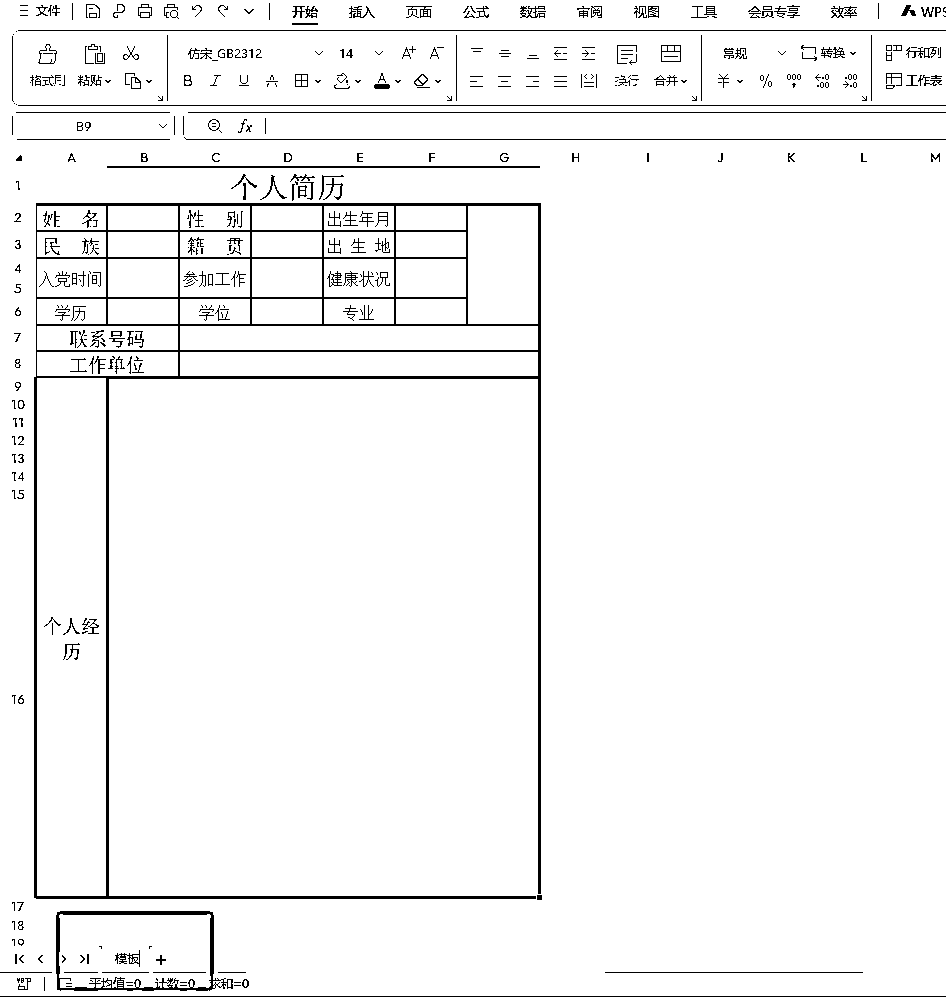 文件 开始 插入 页面 公式 数据 审阅 视图 工具 会员专享 效率 WPS
仿宋_GB2312 14 A+ A- 常规 转换 行和列
格式刷 粘贴 B I U A A 换行 合并 ¥ % 000 .00 工作表
B9 fx
A B C D E F G H I J K L M
1 个人简历
2 姓 名 性 别 出生年月
3 民 族 籍 贯 出 生 地
4 入党时间 参加工作 健康状况
5
6 学历 学位 专业
7 联系号码
8 工作单位
9
10
11
12
13
14
15
个人经
历
16
17
18
19
模板 +
平均值=0 计数=0 求和=0